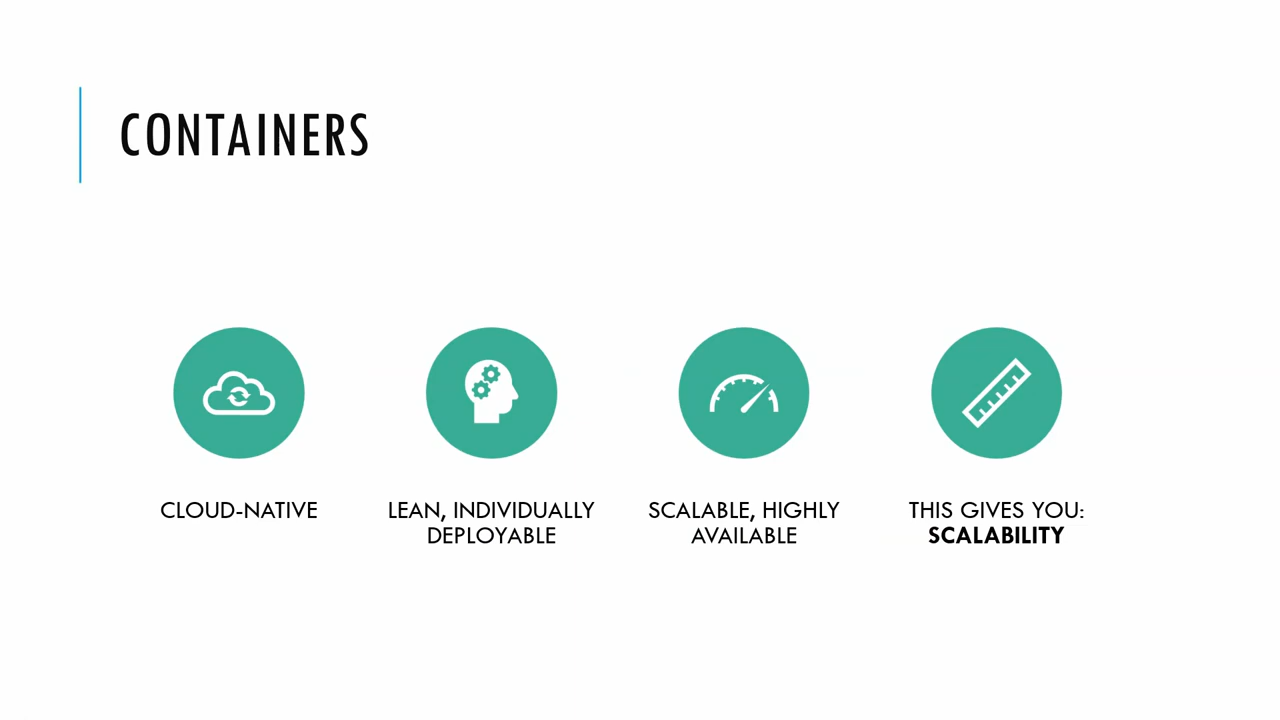 CONTAINERS
CLOUD-NATIVE
LEAN, INDIVIDUALLY
DEPLOYABLE
SCALABLE, HIGHLY
AVAILABLE
THIS GIVES YOU:
SCALABILITY